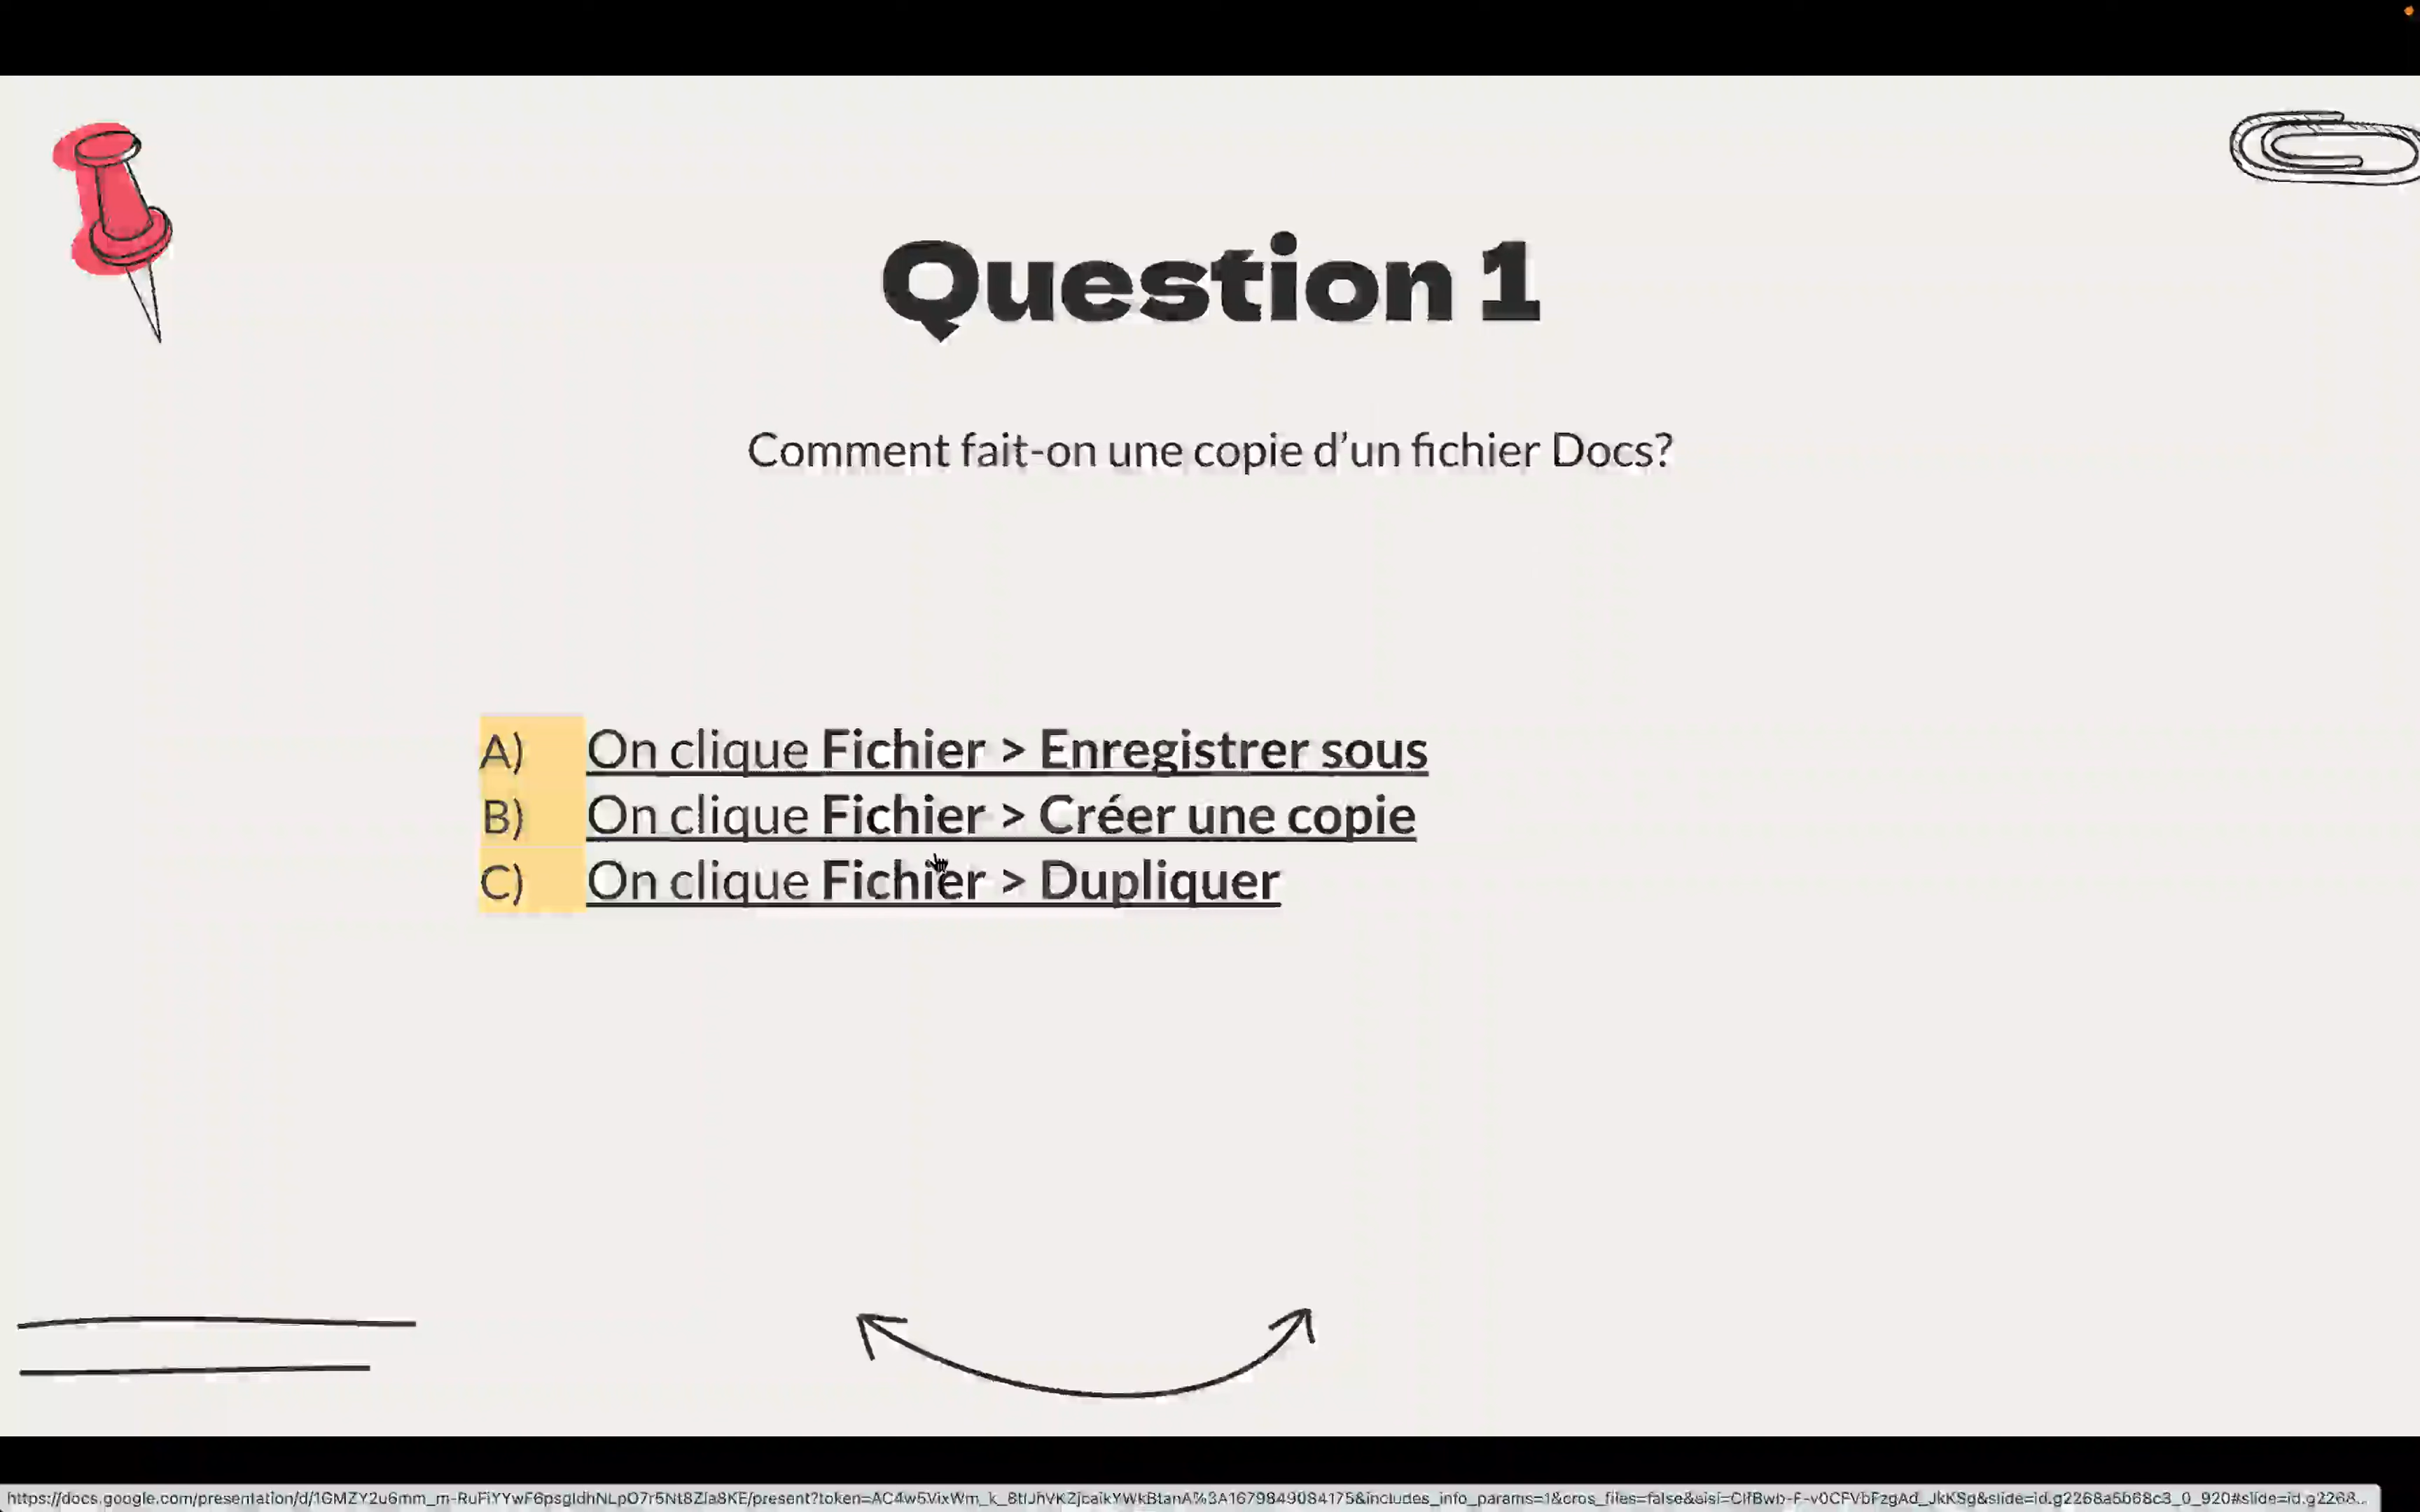 Question 1
Comment fait-on une copie d’un fichier Docs?
A) On clique Fichier > Enregistrer sous
B) On clique Fichier > Créer une copie
C) On clique Fichier > Dupliquer